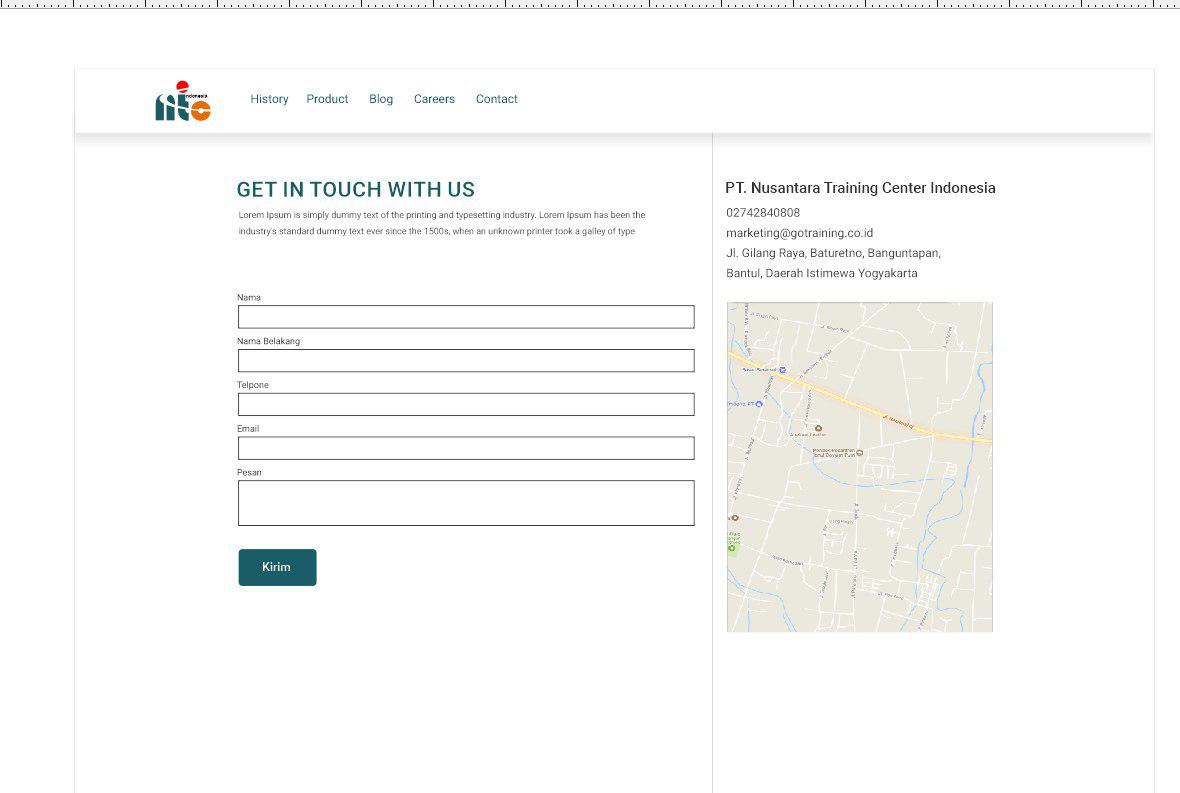 indonesia
ntc
History Product Blog Careers Contact
GET IN TOUCH WITH US
Lorem Ipsum is simply dummy text of the printing and typesetting industry. Lorem Ipsum has been the
industry's standard dummy text ever since the 1500s, when an unknown printer took a galley of type
Nama
Nama Belakang
Telpone
Email
Pesan
Kirim
PT. Nusantara Training Center Indonesia
02742840808
marketing@gotraining.co.id
Jl. Gilang Raya, Baturetno, Banguntapan,
Bantul, Daerah Istimewa Yogyakarta